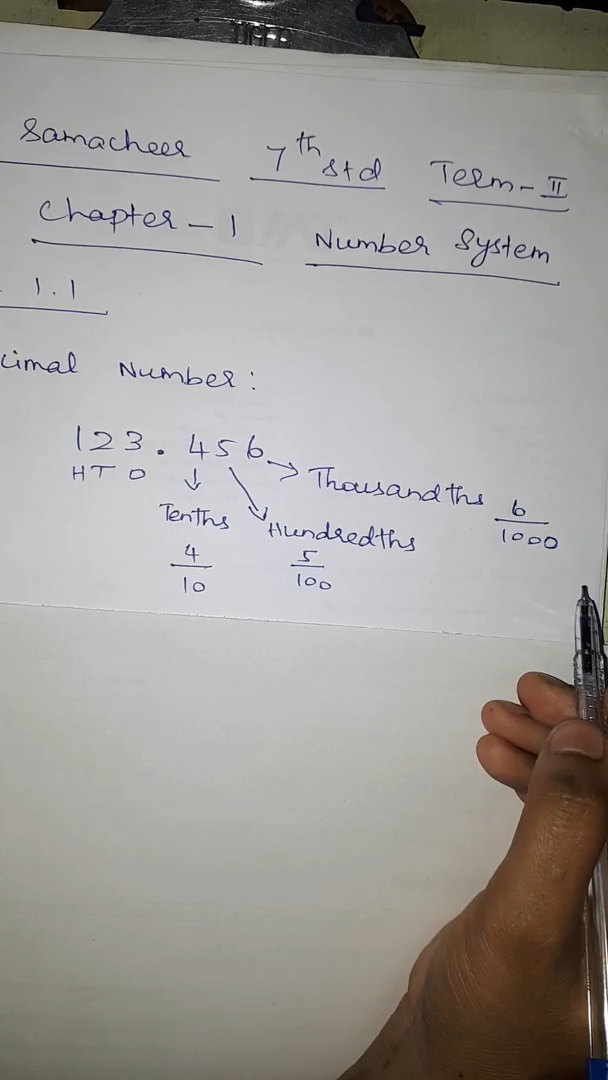 Samacheer 7th std Term - II
Chapter - 1 Number System
1.1
cimal Number:
123.456 → Thousandths 6/1000
H T O ↓
Tenths Hundredths
4/10 5/100